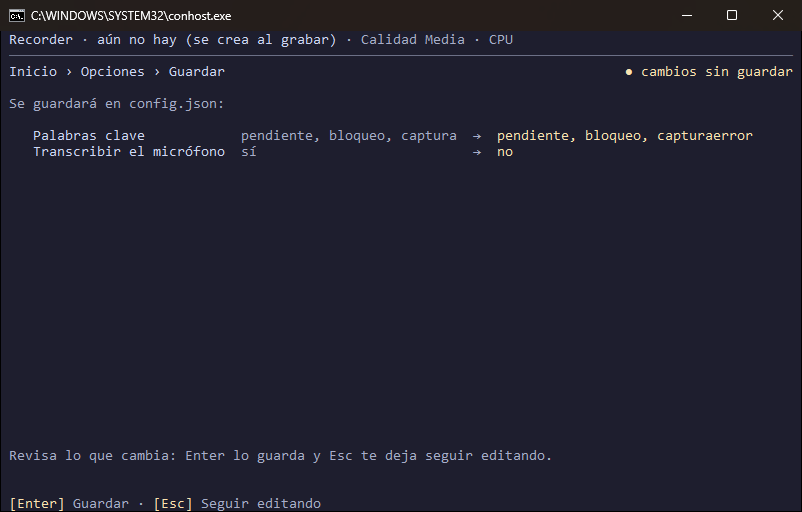 C:\WINDOWS\SYSTEM32\conhost.exe
Recorder · aún no hay (se crea al grabar) · Calidad Media · CPU
Inicio › Opciones › Guardar ● cambios sin guardar
Se guardará en config.json:
Palabras clave pendiente, bloqueo, captura → pendiente, bloqueo, capturaerror
Transcribir el micrófono sí → no
Revisa lo que cambia: Enter lo guarda y Esc te deja seguir editando.
[Enter] Guardar · [Esc] Seguir editando